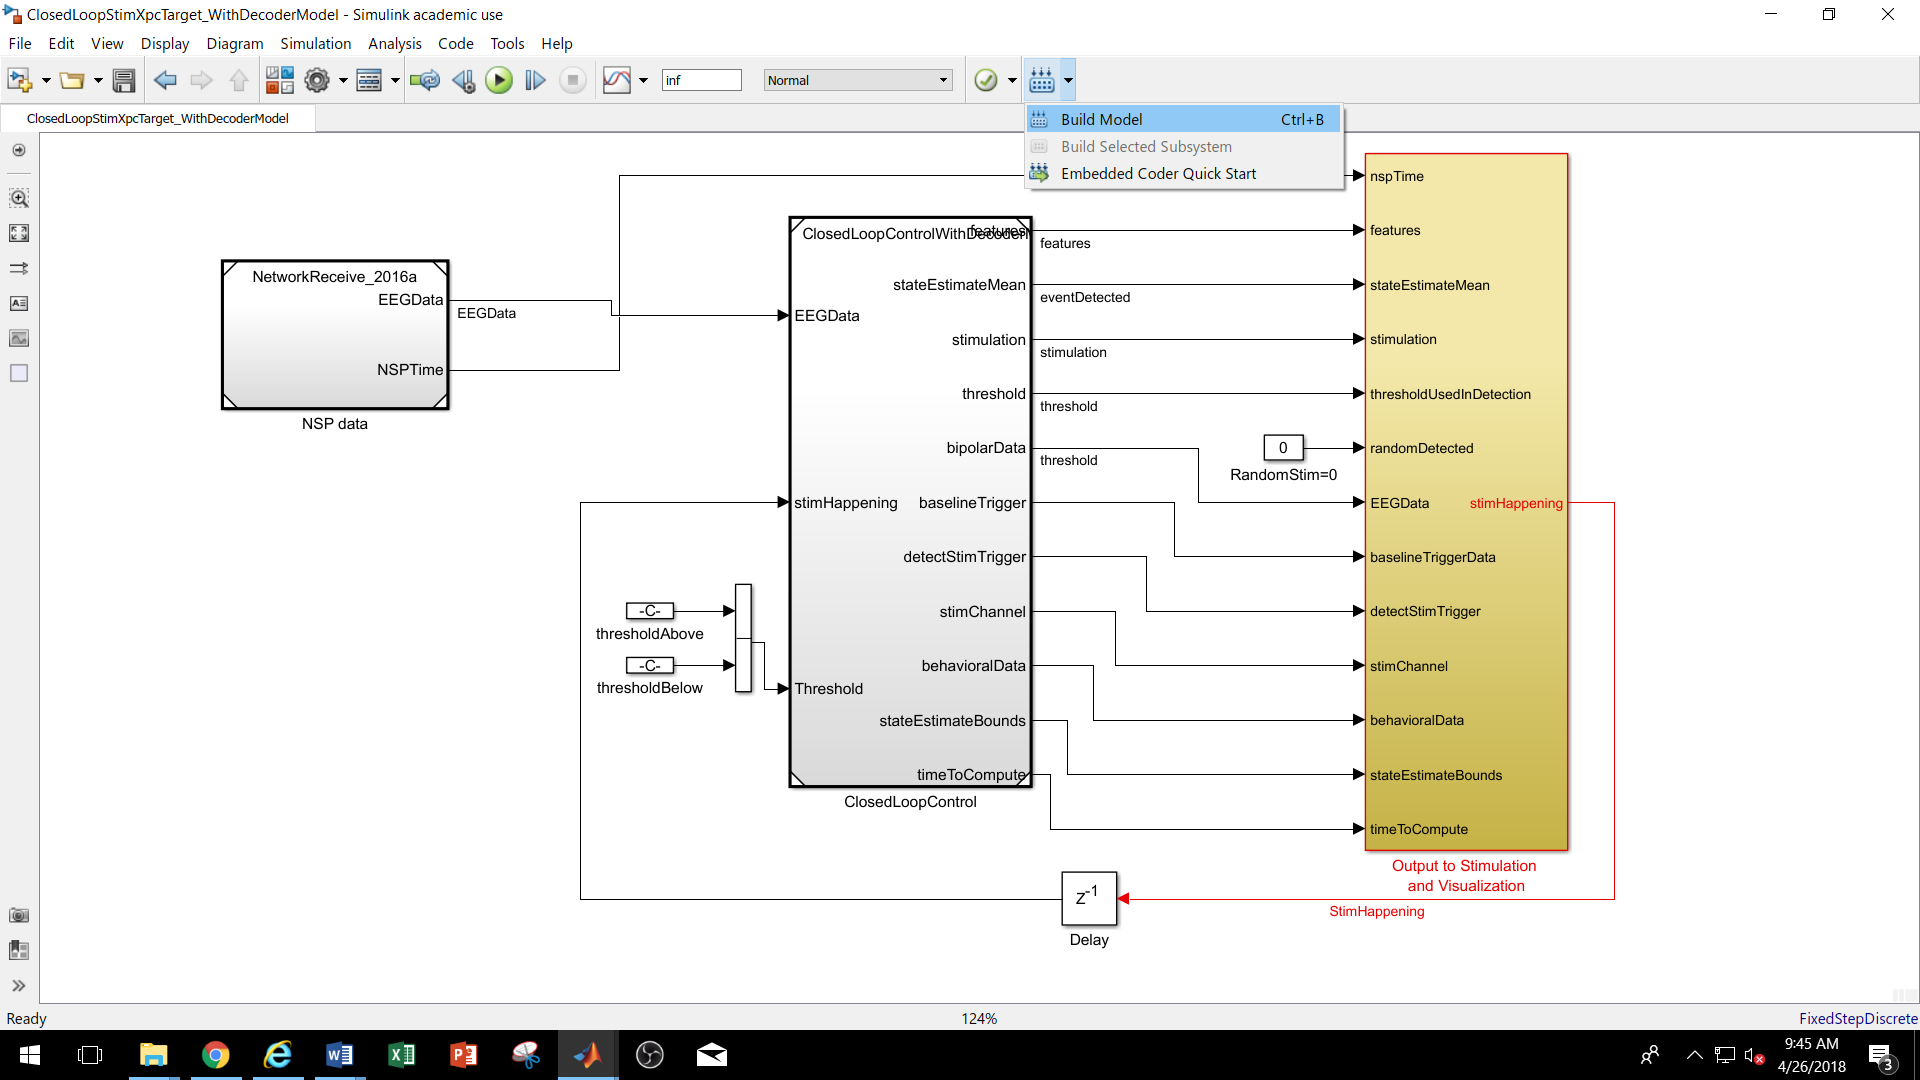 ClosedLoopStimXpcTarget_WithDecoderModel - Simulink academic use
File Edit View Display Diagram Simulation Analysis Code Tools Help
inf Normal
ClosedLoopStimXpcTarget_WithDecoderModel
Build Model Ctrl+B
Build Selected Subsystem
Embedded Coder Quick Start
NetworkReceive_2016a
EEGData
NSPTime
NSP data
EEGData
ClosedLoopControlWithDecoder
EEGData
stimHappening
Threshold
features
stateEstimateMean
stimulation
threshold
bipolarData
baselineTrigger
detectStimTrigger
stimChannel
behavioralData
stateEstimateBounds
timeToCompute
ClosedLoopControl
-C-
thresholdAbove
-C-
thresholdBelow
features
eventDetected
stimulation
threshold
threshold
0
RandomStim=0
nspTime
features
stateEstimateMean
stimulation
thresholdUsedInDetection
randomDetected
EEGData
stimHappening
baselineTriggerData
detectStimTrigger
stimChannel
behavioralData
stateEstimateBounds
timeToCompute
Output to Stimulation
and Visualization
StimHappening
z-1
Delay
Ready 124% FixedStepDiscrete
9:45 AM
4/26/2018
3